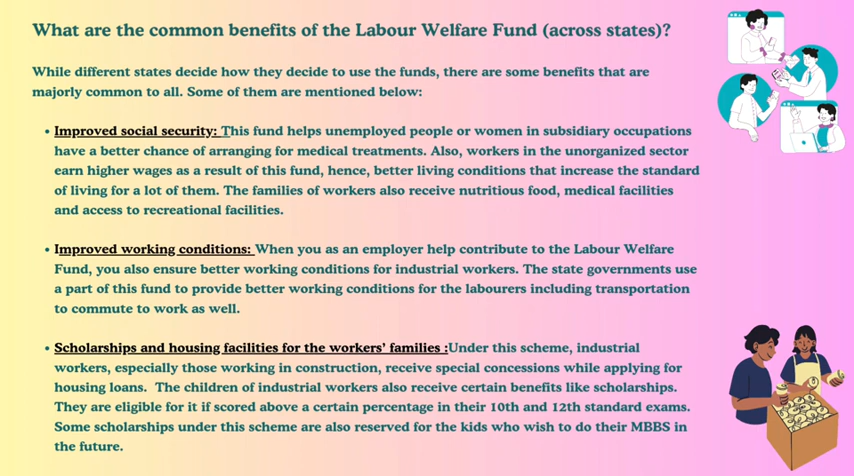 What are the common benefits of the Labour Welfare Fund (across states)?
While different states decide how they decide to use the funds, there are some benefits that are
majorly common to all. Some of them are mentioned below:
• Improved social security: This fund helps unemployed people or women in subsidiary occupations
have a better chance of arranging for medical treatments. Also, workers in the unorganized sector
earn higher wages as a result of this fund, hence, better living conditions that increase the standard
of living for a lot of them. The families of workers also receive nutritious food, medical facilities
and access to recreational facilities.
• Improved working conditions: When you as an employer help contribute to the Labour Welfare
Fund, you also ensure better working conditions for industrial workers. The state governments use
a part of this fund to provide better working conditions for the labourers including transportation
to commute to work as well.
• Scholarships and housing facilities for the workers' families :Under this scheme, industrial
workers, especially those working in construction, receive special concessions while applying for
housing loans. The children of industrial workers also receive certain benefits like scholarships.
They are eligible for it if scored above a certain percentage in their 10th and 12th standard exams.
Some scholarships under this scheme are also reserved for the kids who wish to do their MBBS in
the future.